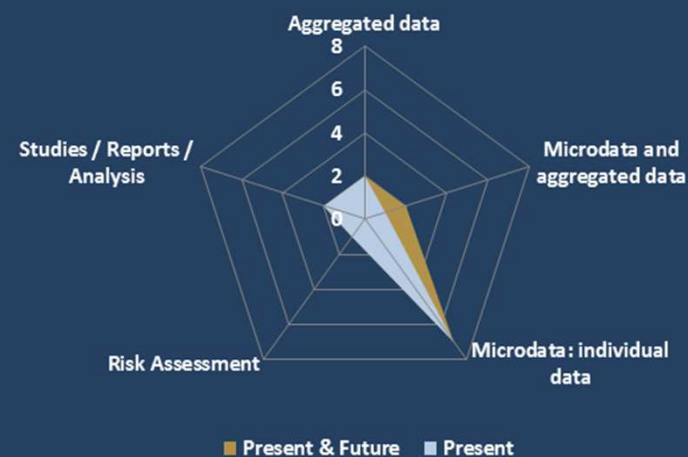 Aggregated data
8
6
4
2
0
Studies / Reports /
Analysis
Microdata and
aggregated data
Risk Assessment
Microdata: individual
data
Present & Future
Present